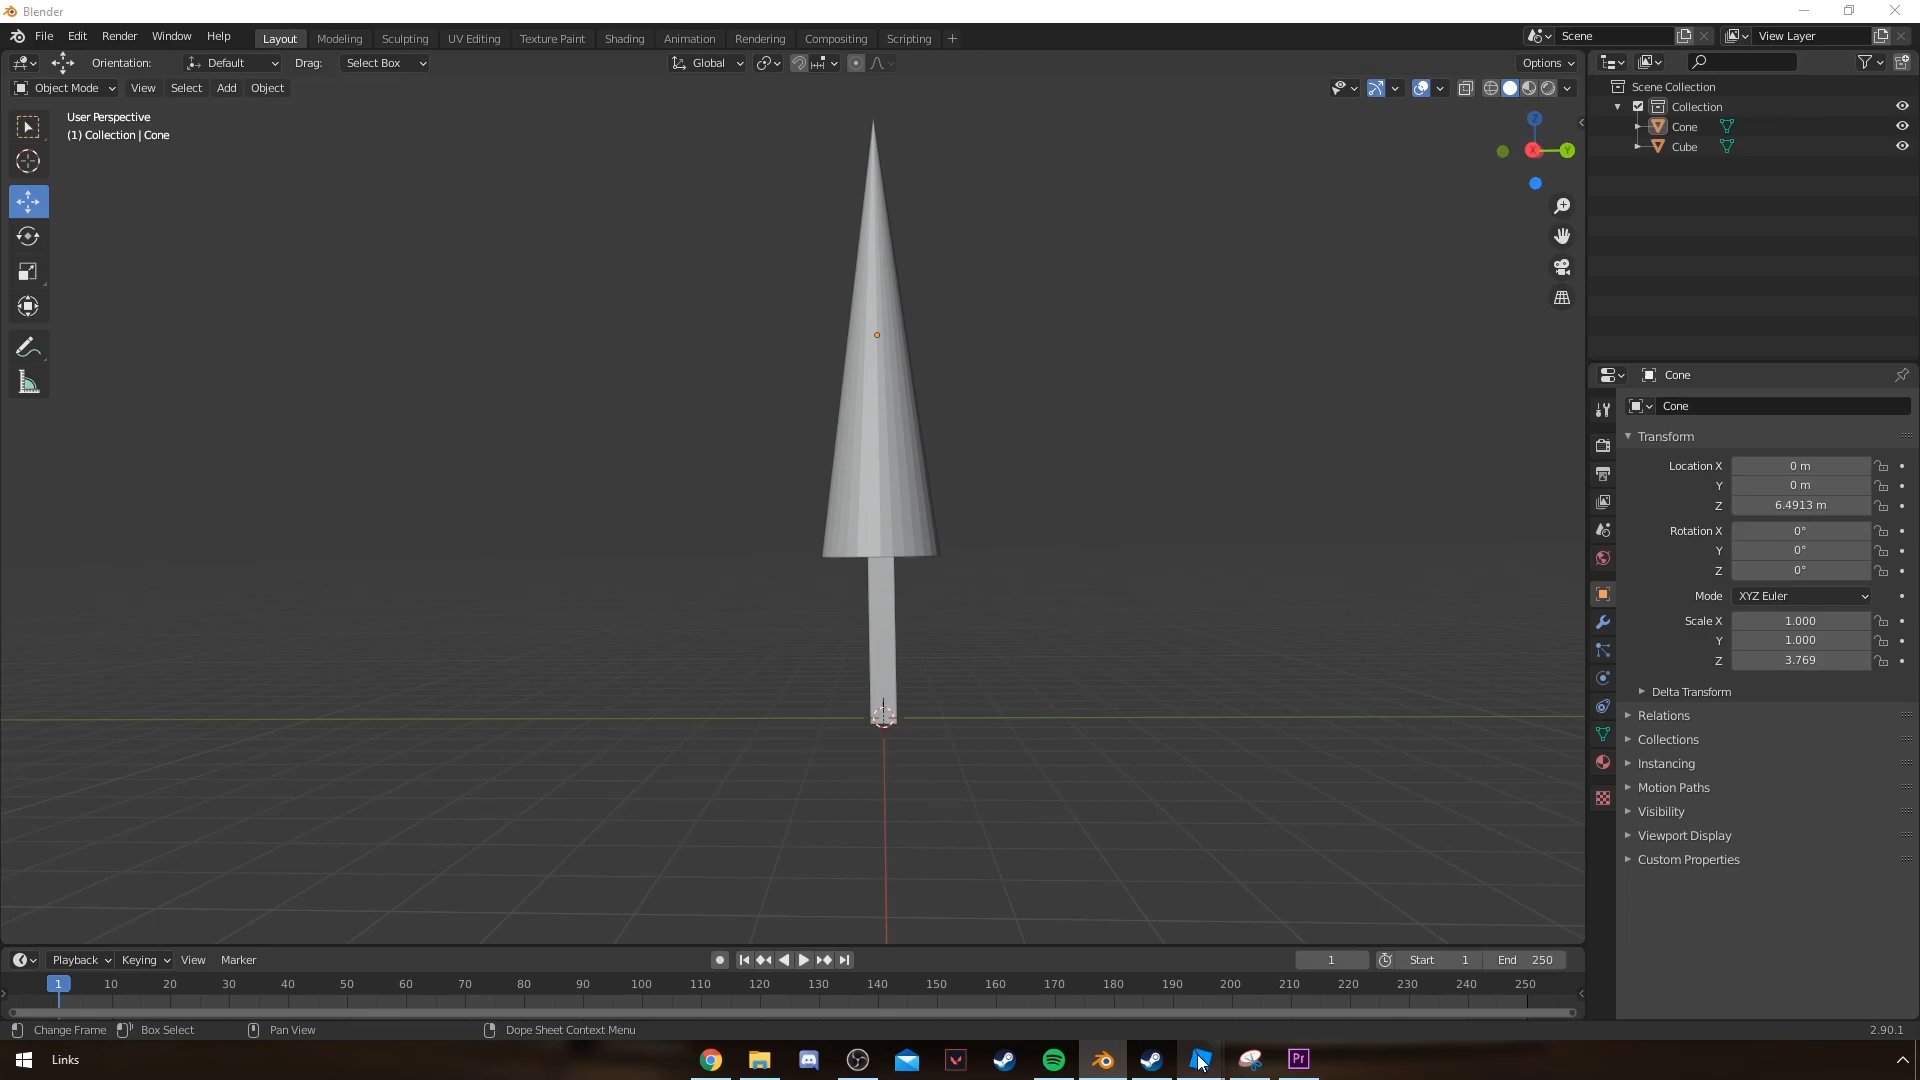 Blender
File Edit Render Window Help
Layout Modeling Sculpting UV Editing Texture Paint Shading Animation Rendering Compositing Scripting +
Scene
View Layer
Orientation: Default Drag: Select Box
Global
Options
Object Mode View Select Add Object
User Perspective
(1) Collection | Cone
Z
X
Y
Scene Collection
Collection
Cone
Cube
Cone
Cone
Transform
Location X 0 m
Y 0 m
Z 6.4913 m
Rotation X 0°
Y 0°
Z 0°
Mode XYZ Euler
Scale X 1.000
Y 1.000
Z 3.769
Delta Transform
Relations
Collections
Instancing
Motion Paths
Visibility
Viewport Display
Custom Properties
Playback Keying View Marker
1 Start 1 End 250
1 10 20 30 40 50 60 70 80 90 100 110 120 130 140 150 160 170 180 190 200 210 220 230 240 250
Change Frame Box Select Pan View Dope Sheet Context Menu
2.90.1
Links
Pr